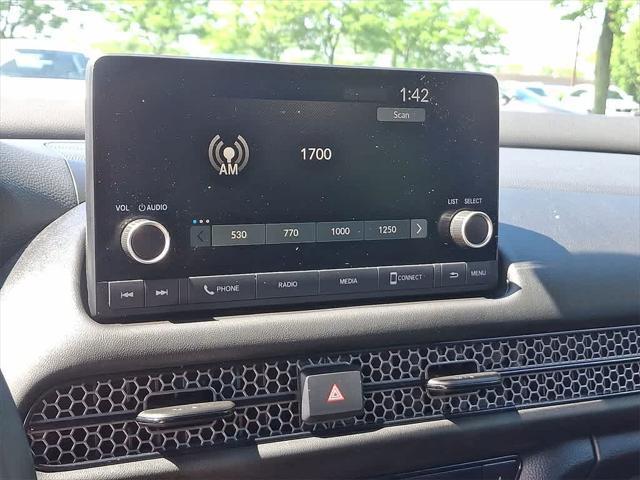 1:42
Scan
AM
1700
VOL AUDIO
LIST SELECT
530 770 1000 1250
PHONE RADIO MEDIA CONNECT MENU